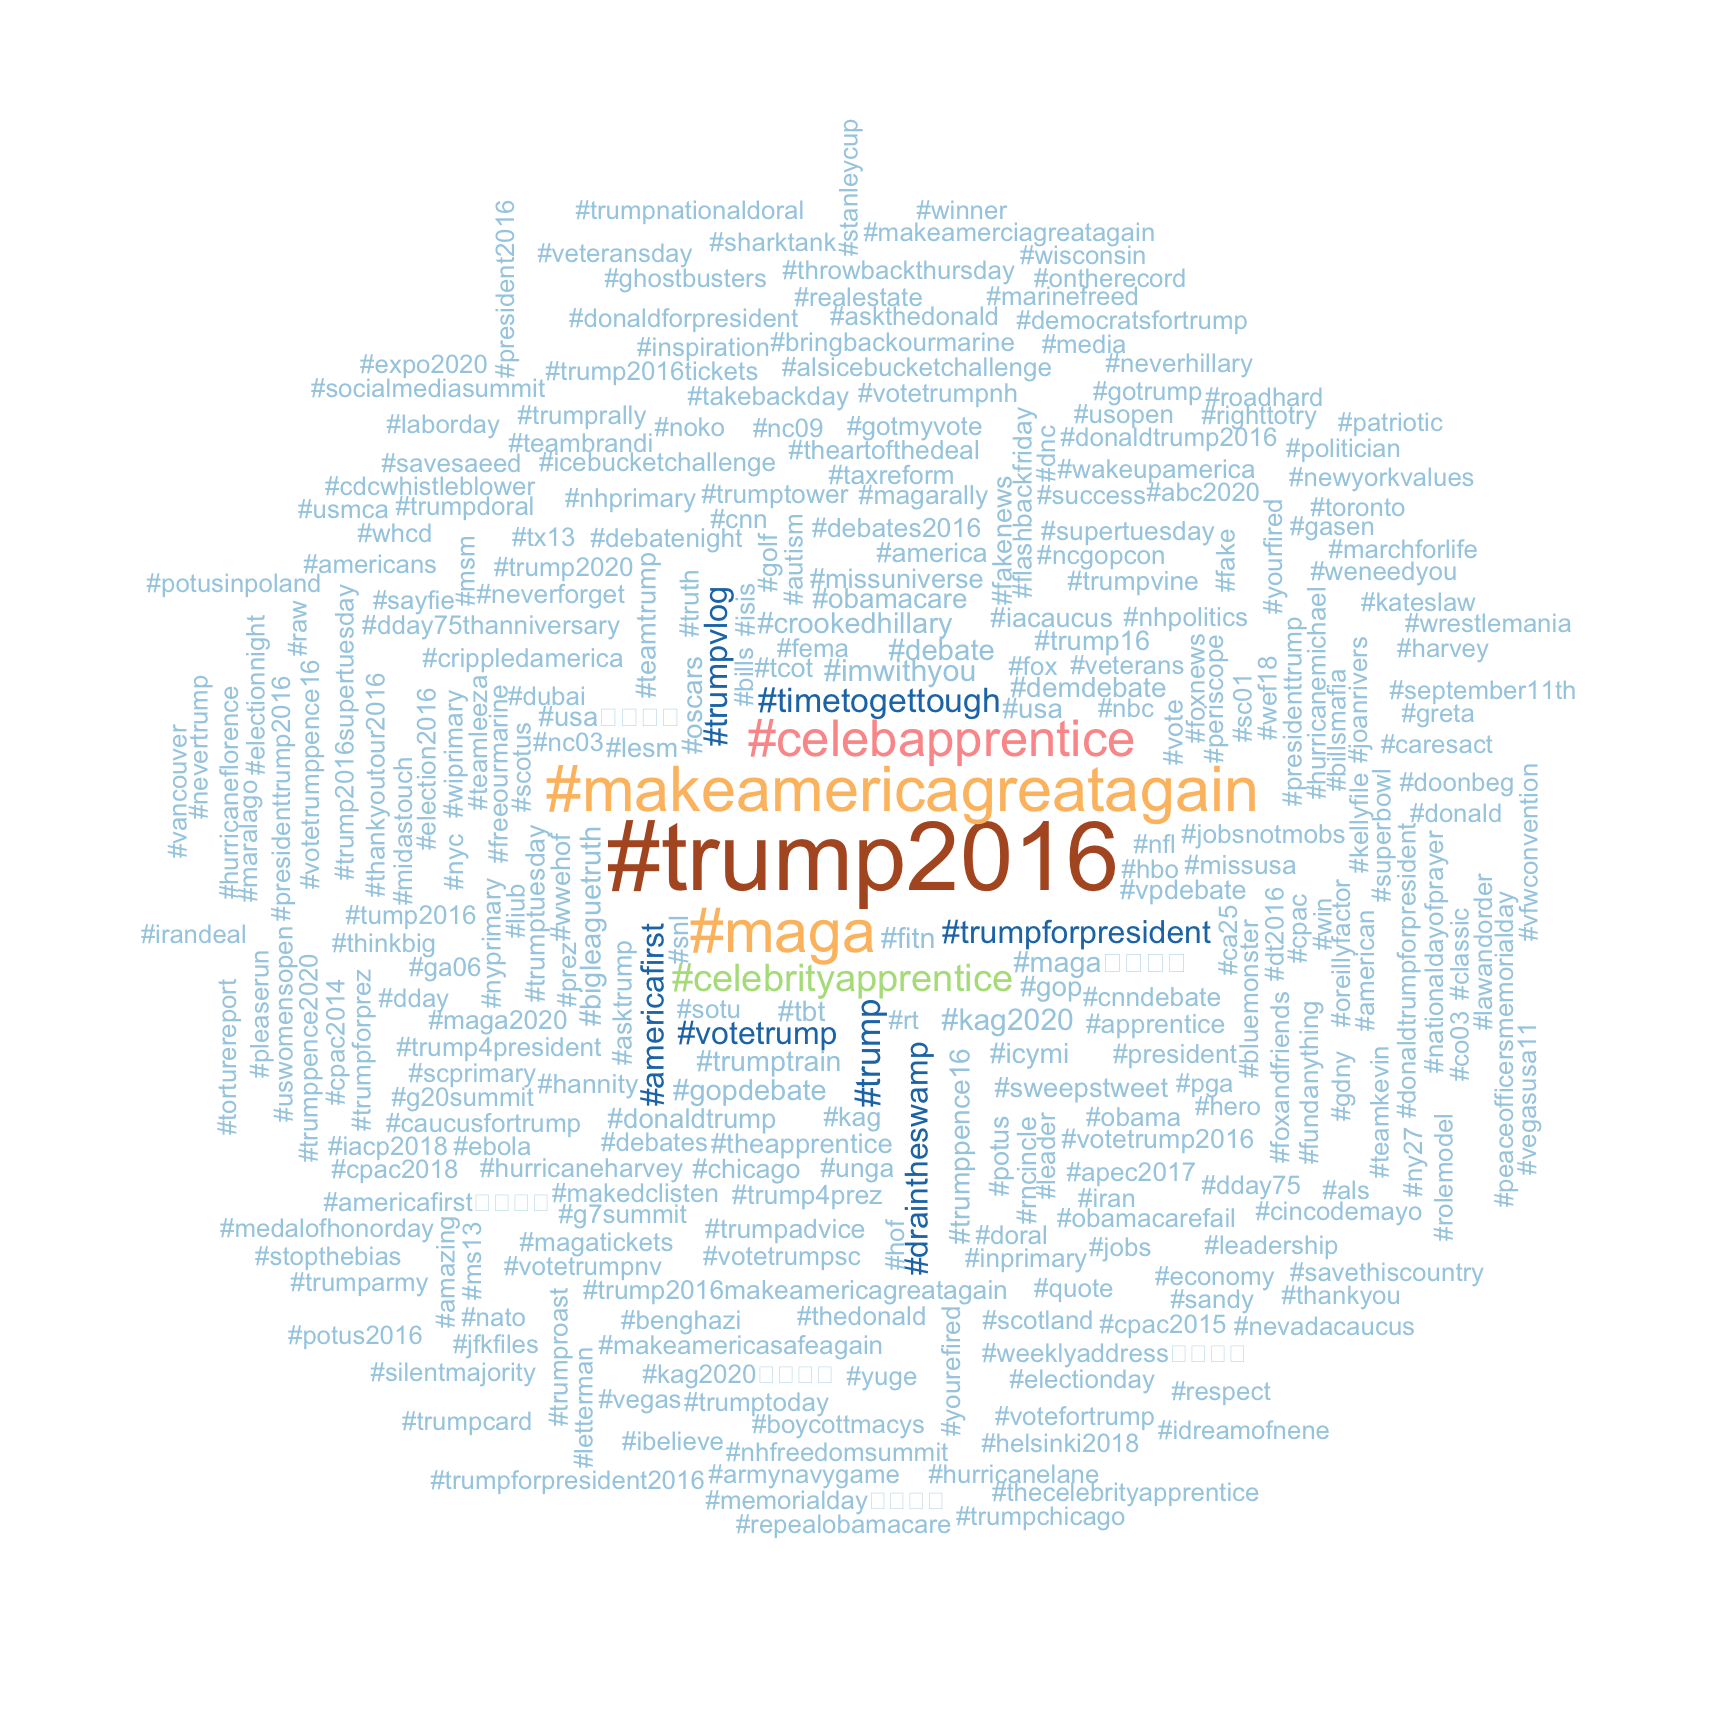 #stanleycup
#trumpnationaldoral
#winner
#president2016
#makeamerciagreatagain
#sharktank
#veteransday
#wisconsin
#throwbackthursday
#ghostbusters
#ontherecord
#realestate
#marinefreed
#donaldforpresident
#askthedonald
#democratsfortrump
#inspiration
#bringbackourmarine
#media
#expo2020
#trump2016tickets
#alsicebucketchallenge
#neverhillary
#socialmediasummit
#takebackday
#votetrumpnh
#gotrump
#roadhard
#laborday
#trumprally
#noko
#nc09
#gotmyvote
#usopen
#righttotry
#patriotic
#teambrandi
#theartofthedeal
#flashbackfriday
#dnc
#donaldtrump2016
#politician
#savesaeed
#icebucketchallenge
#taxreform
#wakeupamerica
#newyorkvalues
#cdcwhistleblower
#nhprimary
#trumptower
#magarally
#fakenews
#success
#abc2020
#usmca
#trumpdoral
#toronto
#whcd
#tx13
#debatenight
#cnn
#golf
#autism
#debates2016
#supertuesday
#fake
#yourfired
#gasen
#americans
#msm
#trump2020
#america
#ncgopcon
#marchforlife
#potusinpoland
#neverforget
#teamtrump
#truth
#trumpvlog
#isis
#missuniverse
#trumpvine
#weneedyou
#sayfie
#obamacare
#iacaucus
#nhpolitics
#kateslaw
#raw
#trump2016supertuesday
#dday75thanniversary
#crookedhillary
#trump16
#presidenttrump
#hurricanemichael
#wrestlemania
#electionnight
#crippledamerica
#oscars
#bills
#fema
#debate
#harvey
#tcot
#imwithyou
#fox
#veterans
#foxnews
#periscope
#sc01
#wef18
#billsmafia
#joanrivers
#nevertrump
#presidenttrump2016
#votetrumppence16
#thankyoutour2016
#election2016
#wiprimary
#teamleeza
#freeourmarine
#dubai
#timetogettough
#demdebate
#september11th
#usa
#usa
#nbc
#vote
#greta
#vancouver
#hurricaneflorence
#maralago
#midastouch
#nyc
#scotus
#nc03
#lesm
#celebapprentice
#kellyfile
#superbowl
#caresact
#makeamericagreatagain
#doonbeg
#donald
#vfwconvention
#trump2016
#nfl
#jobsnotmobs
#hbo
#missusa
#vpdebate
#donaldtrumpforpresident
#nationaldayofprayer
#nyprimary
#liub
#trumptuesday
#wwehof
#bigleaguetruth
#tump2016
#irandeal
#thinkbig
#prez
#americafirst
#snl
#maga
#fitn
#trumpforpresident
#ca25
#dt2016
#cpac
#win
#oreillyfactor
#american
#classic
#lawandorder
#peaceofficersmemorialday
#ga06
#asktrump
#celebrityapprentice
#maga
#gop
#cnndebate
#bluemonster
#torturereport
#pleaserun
#uswomensopen
#trumppence2020
#cpac2014
#trumpforprez
#dday
#sotu
#tbt
#trump
#rt
#kag2020
#apprentice
#foxandfriends
#fundanything
#co03
#vegasusa11
#maga2020
#votetrump
#draintheswamp
#trump4president
#trumptrain
#icymi
#president
#gdny
#teamkevin
#scprimary
#hannity
#gopdebate
#trumppence16
#sweepstweet
#pga
#g20summit
#caucusfortrump
#donaldtrump
#kag
#potus
#rncincle
#leader
#obama
#hero
#iacp2018
#ebola
#debates
#theapprentice
#votetrump2016
#ny27
#rolemodel
#cpac2018
#hurricaneharvey
#chicago
#unga
#apec2017
#dday75
#als
#americafirst
#makedclisten
#trump4prez
#iran
#cincodemayo
#medalofhonorday
#amazing
#ms13
#g7summit
#trumpadvice
#hof
#doral
#obamacarefail
#stopthebias
#magatickets
#votetrumpsc
#inprimary
#jobs
#leadership
#trumparmy
#votetrumpnv
#economy
#savethiscountry
#trump2016makeamericagreatagain
#quote
#sandy
#thankyou
#nato
#trumproast
#benghazi
#thedonald
#yourefired
#scotland
#cpac2015
#nevadacaucus
#potus2016
#jfkfiles
#makeamericasafeagain
#weeklyaddress
#silentmajority
#kag2020
#yuge
#electionday
#respect
#letterman
#vegas
#trumptoday
#trumpcard
#boycottmacys
#votefortrump
#idreamofnene
#ibelieve
#nhfreedomsummit
#helsinki2018
#trumpforpresident2016
#armynavygame
#hurricanelane
#memorialday
#thecelebrityapprentice
#repealobamacare
#trumpchicago